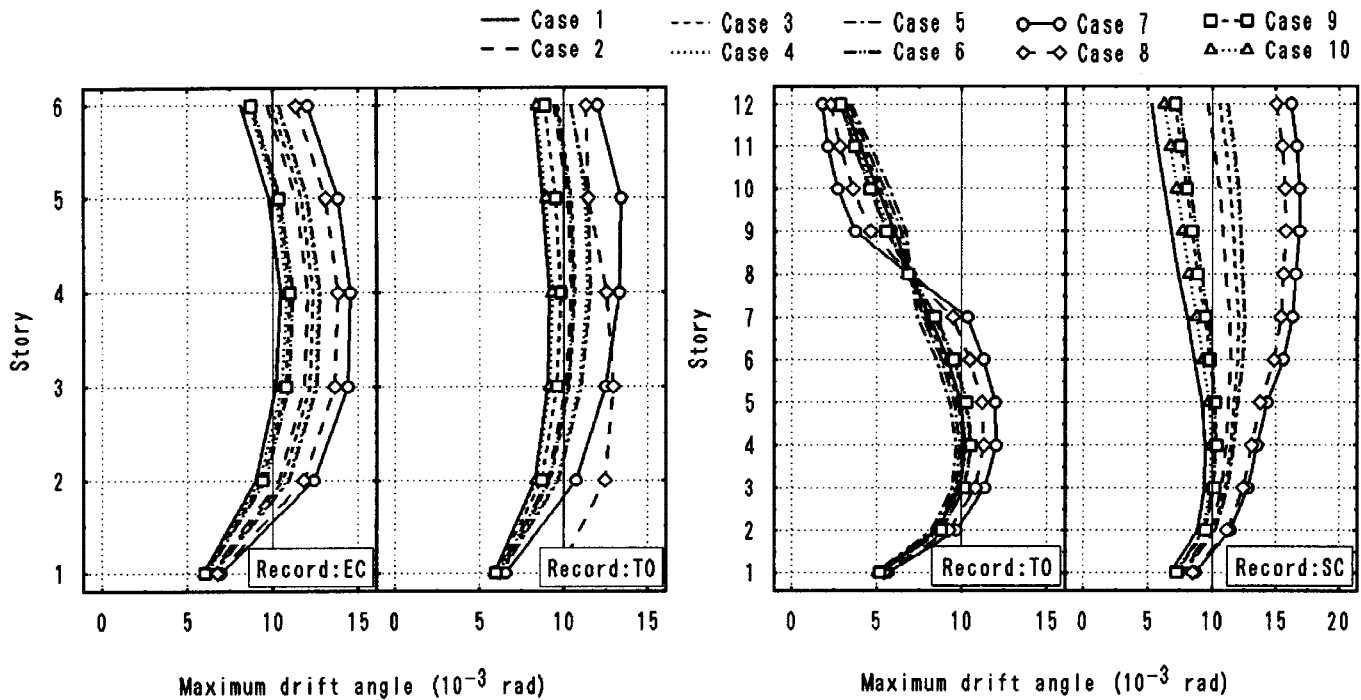 Case 1 Case 3 Case 5 Case 7 Case 9
Case 2 Case 4 Case 6 Case 8 Case 10
Story
6
5
4
3
2
1
Record:EC
Record:TO
0 5 10 15 0 5 10 15
Maximum drift angle (10⁻³ rad)
Story
12
11
10
9
8
7
6
5
4
3
2
1
Record:TO
Record:SC
0 5 10 15 0 5 10 15 20
Maximum drift angle (10⁻³ rad)